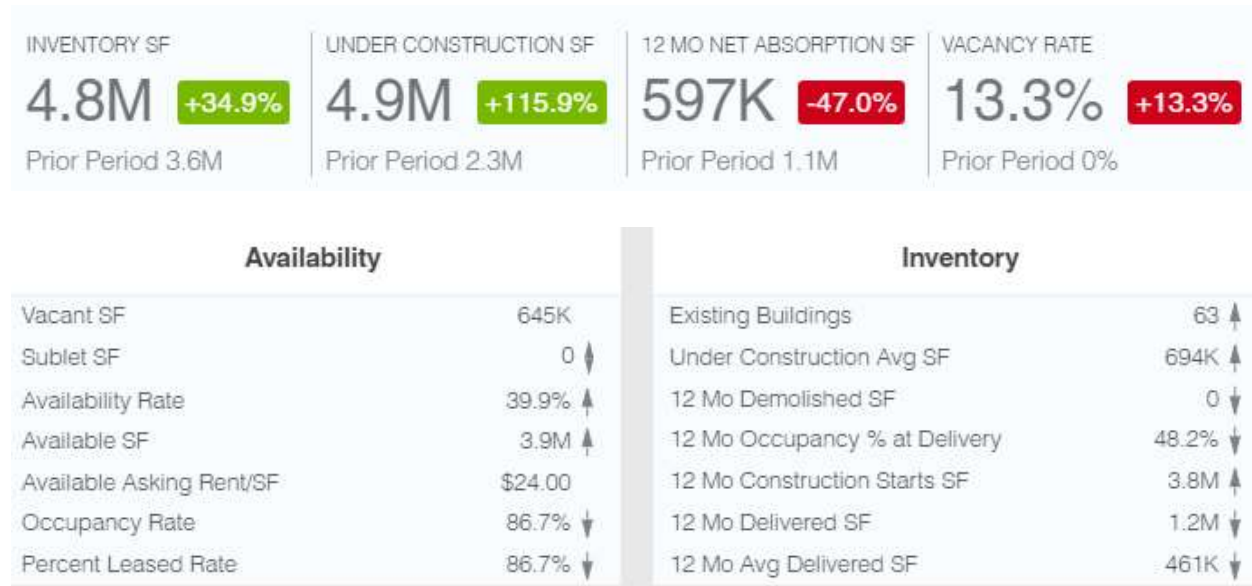 INVENTORY SF UNDER CONSTRUCTION SF 12 MO NET ABSORPTION SF VACANCY RATE
4.8M +34.9% 4.9M +115.9% 597K -47.0% 13.3% +13.3%
Prior Period 3.6M Prior Period 2.3M Prior Period 1.1M Prior Period 0%
Availability Inventory
Vacant SF 645K Existing Buildings 63
Sublet SF 0 Under Construction Avg SF 694K
Availability Rate 39.9% 12 Mo Demolished SF 0
Available SF 3.9M 12 Mo Occupancy % at Delivery 48.2%
Available Asking Rent/SF $24.00 12 Mo Construction Starts SF 3.8M
Occupancy Rate 86.7% 12 Mo Delivered SF 1.2M
Percent Leased Rate 86.7% 12 Mo Avg Delivered SF 461K